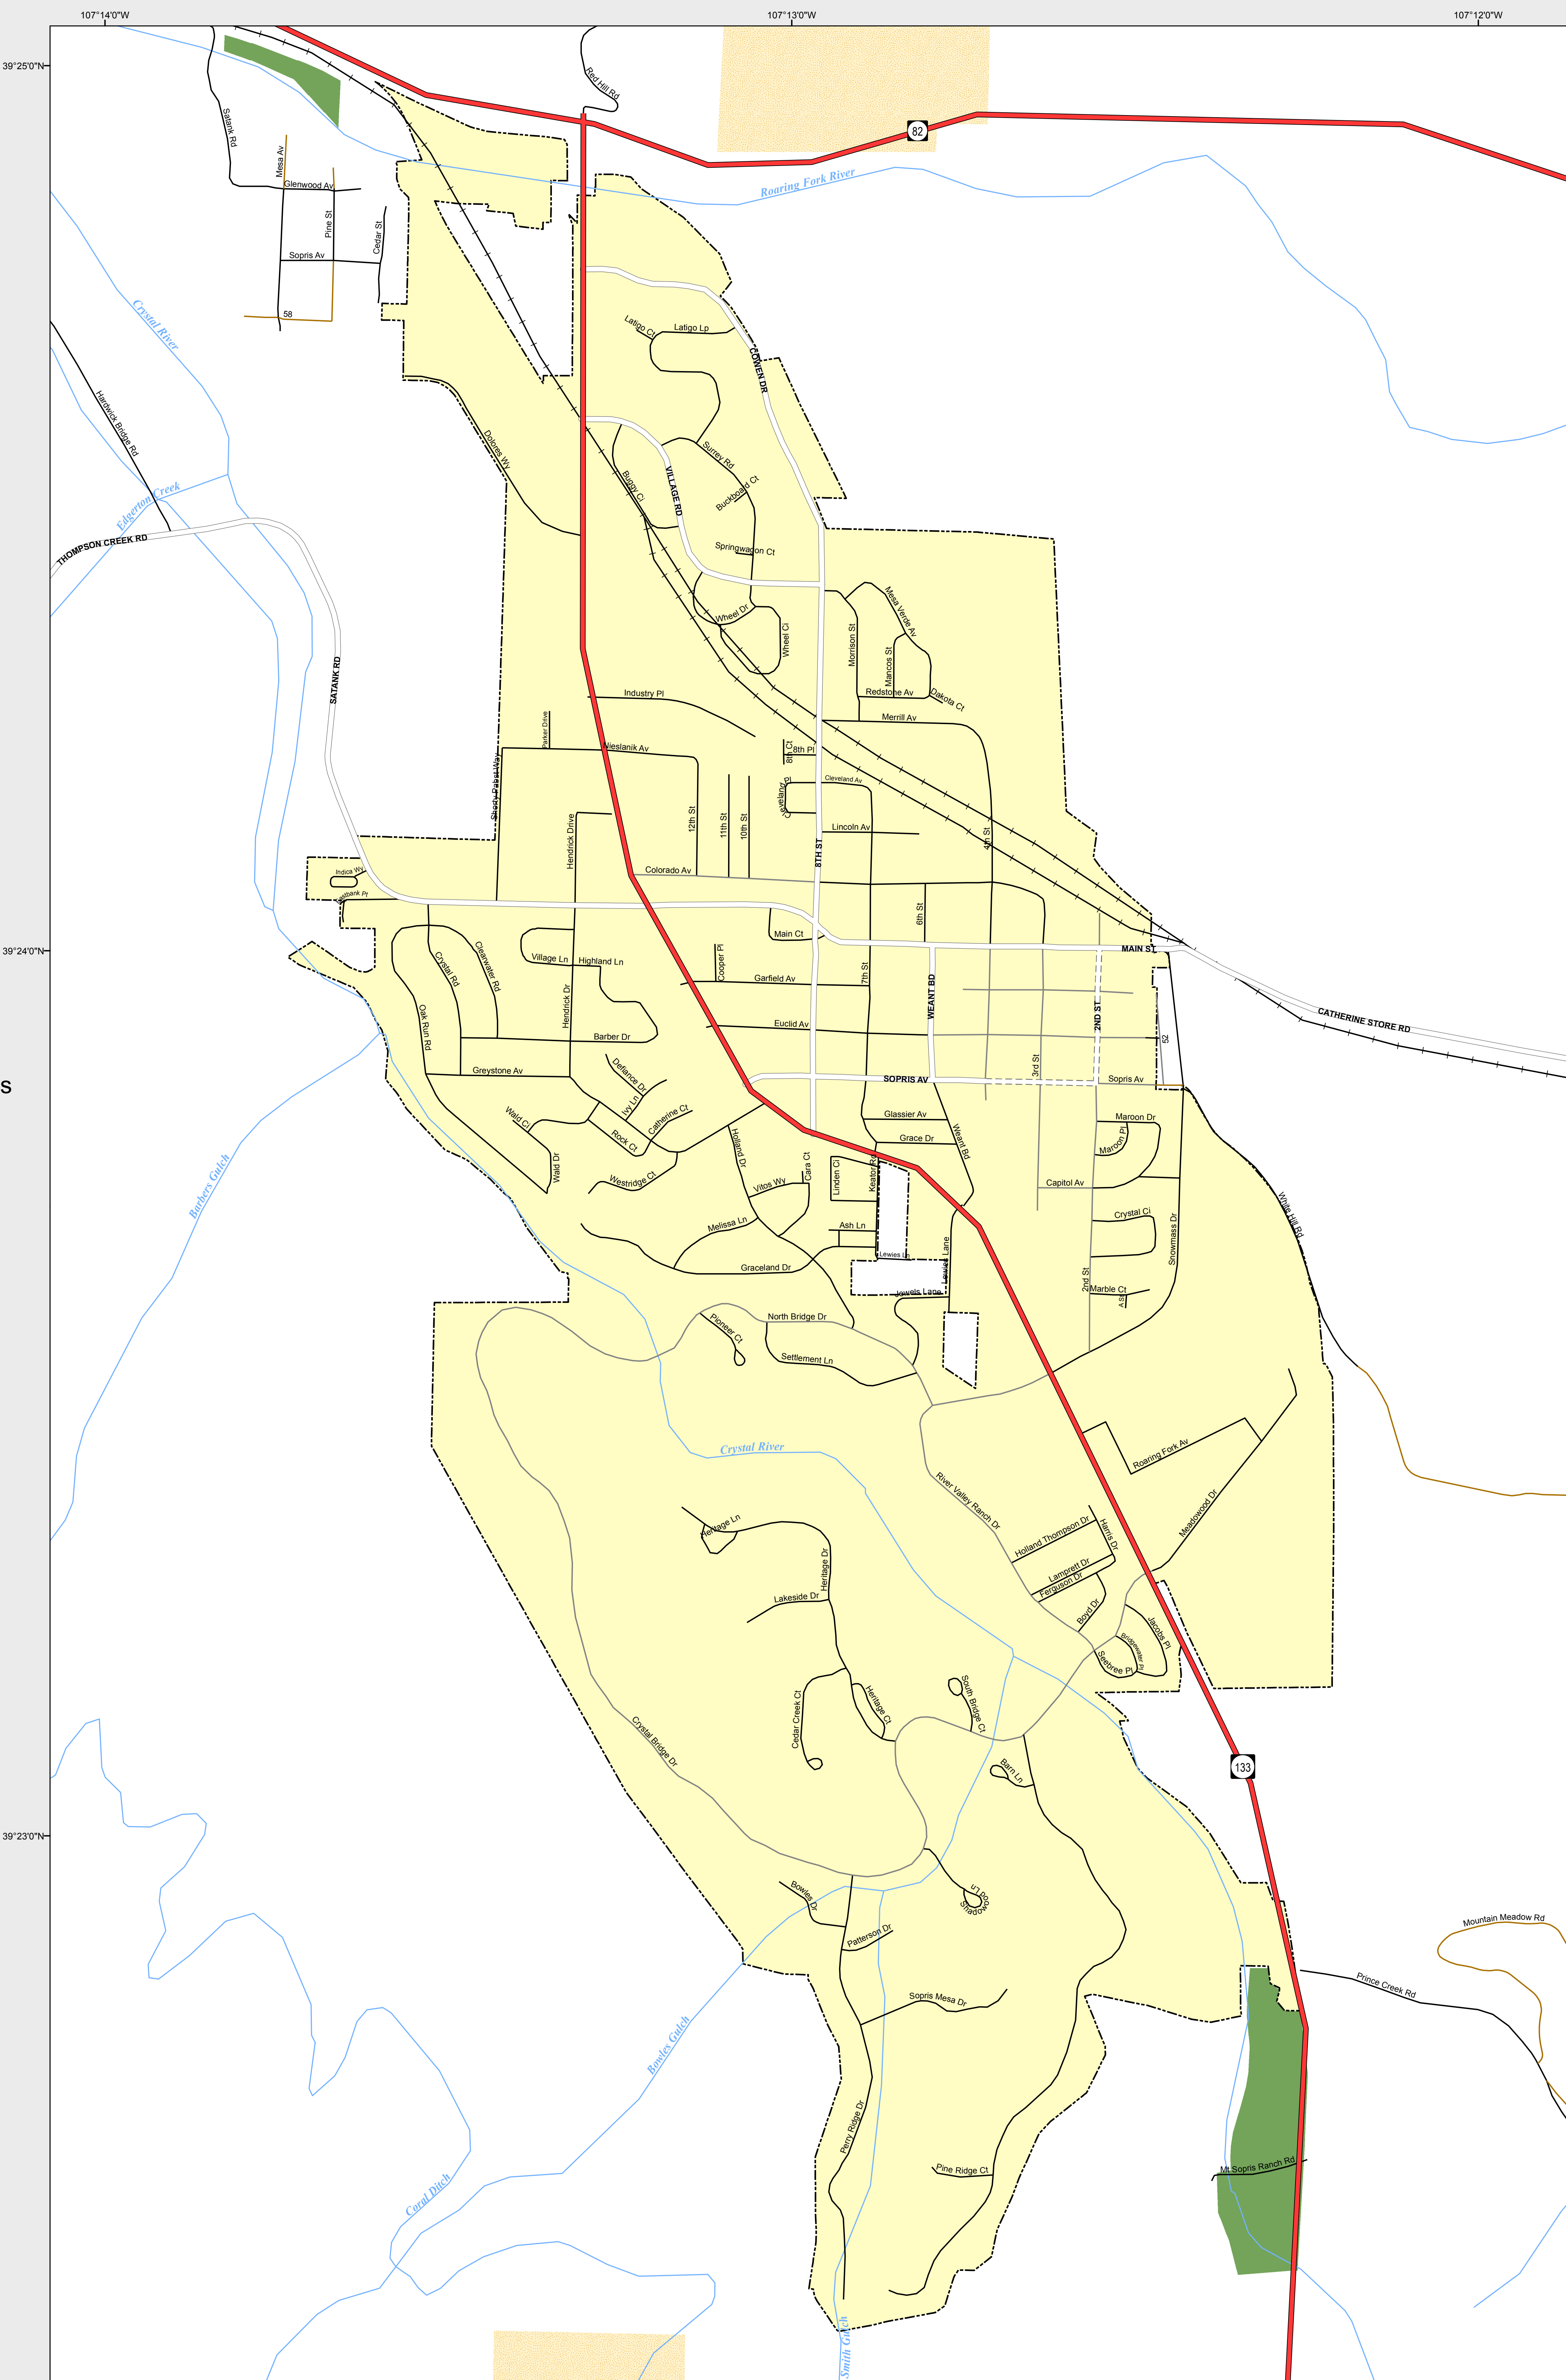 107°14'0"W
107°13'0"W
107°12'0"W
39°25'0"N
Red Hill Rd
Satank Rd
82
Mesa Av
Glenwood Av
Roaring Fork River
Pine St
Cedar St
Sopris Av
58
Crystal River
Latigo Ct
Latigo Lp
COWEN DR
Hardwick Bridge Rd
Dolores Wy
Surrey Rd
Buggy Ci
VILLAGE RD
Buckboard Ct
Edgerton Creek
THOMPSON CREEK RD
Springwagon Ct
Wheel Dr
Wheel Ci
Mesa Verde Av
Morrison St
Mancos St
SATANK RD
Industry Pl
Redstone Av
Dakota Ct
Parker Drive
Merrill Av
Nieslanik Av
8th Ct
8th Pl
Shorty Pabst Way
Cleveland Pl
Cleveland Av
12th St
11th St
10th St
Lincoln Av
Hendrick Drive
8TH ST
4th St
Indica Wy
Colorado Av
6th St
Main Ct
MAIN ST
Village Ln
Highland Ln
Clearwater Rd
Crystal Rd
Cooper Pl
Garfield Av
7th St
WEANT BD
2ND ST
Oak Run Rd
Hendrick Dr
Euclid Av
CATHERINE STORE RD
Barber Dr
52
3rd St
Greystone Av
Defiance Dr
SOPRIS AV
Sopris Av
s
Ivy Ln
Catherine Ct
Wald Ci
Rock Ct
Glassier Av
Maroon Dr
Grace Dr
Weant Bd
Maroon Pl
Holland Dr
Wald Dr
Westridge Ct
Vitos Wy
Cara Ct
Linden Ci
Keator Rd
Capitol Av
Barbers Gulch
Melissa Ln
Ash Ln
Crystal Ci
White Hill Rd
Snowmass Dr
Lewies Ln
Lewies Lane
Graceland Dr
2nd St
Jewels Lane
Marble Ct
North Bridge Dr
Pioneer Ct
Settlement Ln
Crystal River
Roaring Fork Av
River Valley Ranch Dr
Meadowood Dr
Heritage Ln
Holland Thompson Dr
Harris Dr
Heritage Dr
Lamprett Dr
Ferguson Dr
Lakeside Dr
Boyd Dr
Jacobs Pl
Bridgewater Pl
Seebree Pl
Cedar Creek Ct
Heritage Ct
South Bridge Ct
Crystal Bridge Dr
Barn Ln
133
39°24'0"N
39°23'0"N
Bowles Dr
Shadowood Ln
Patterson Dr
Mountain Meadow Rd
Prince Creek Rd
Sopris Mesa Dr
Bowles Gulch
Perry Ridge Dr
Pine Ridge Ct
Mt Sopris Ranch Rd
Coral Ditch
Smith Gulch